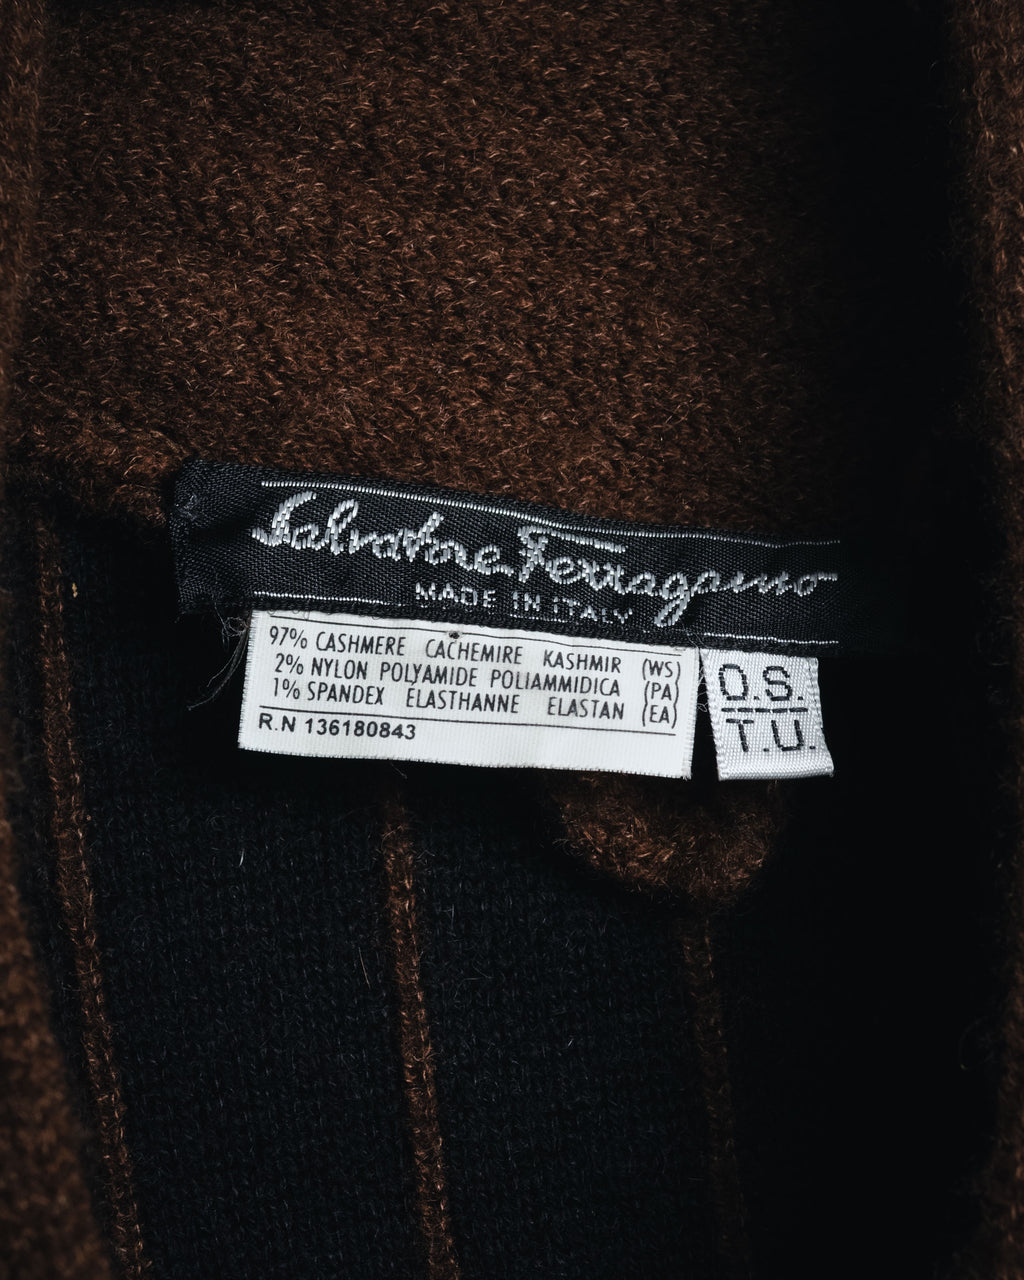 Salvatore Ferragamo
MADE IN ITALY
97% CASHMERE CACHEMIRE KASHMIR (WS)
2% NYLON POLYAMIDE POLIAMMIDICA (PA)
1% SPANDEX ELASTHANNE ELASTAN (EA)
R.N 136180843
O.S.
T.U.